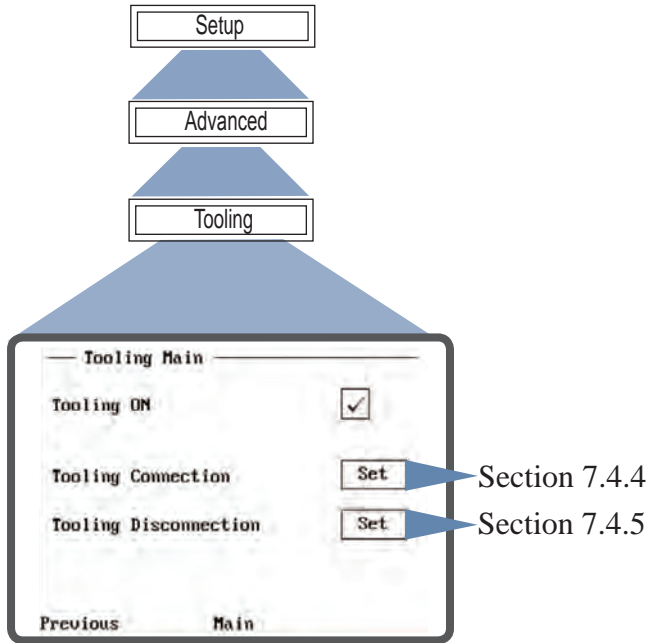 Setup
Advanced
Tooling
Tooling Main
Tooling ON
Tooling Connection Set Section 7.4.4
Tooling Disconnection Set Section 7.4.5
Previous Main